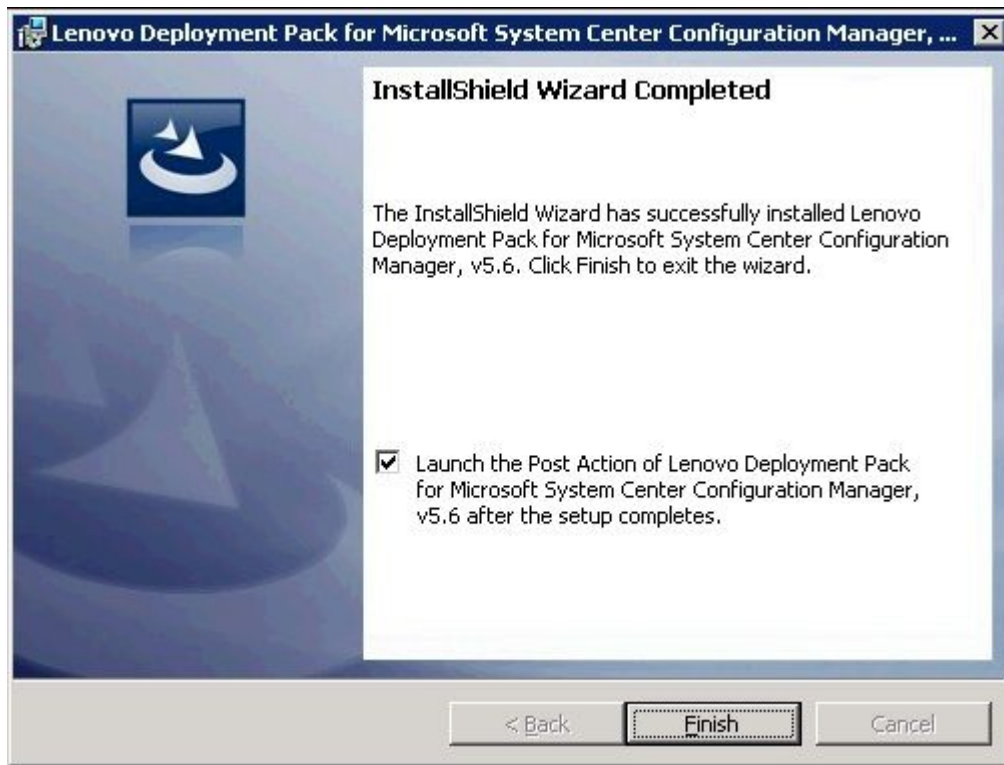 Lenovo Deployment Pack for Microsoft System Center Configuration Manager, ...
InstallShield Wizard Completed
The InstallShield Wizard has successfully installed Lenovo
Deployment Pack for Microsoft System Center Configuration
Manager, v5.6. Click Finish to exit the wizard.
Launch the Post Action of Lenovo Deployment Pack
for Microsoft System Center Configuration Manager,
v5.6 after the setup completes.
< Back Finish Cancel